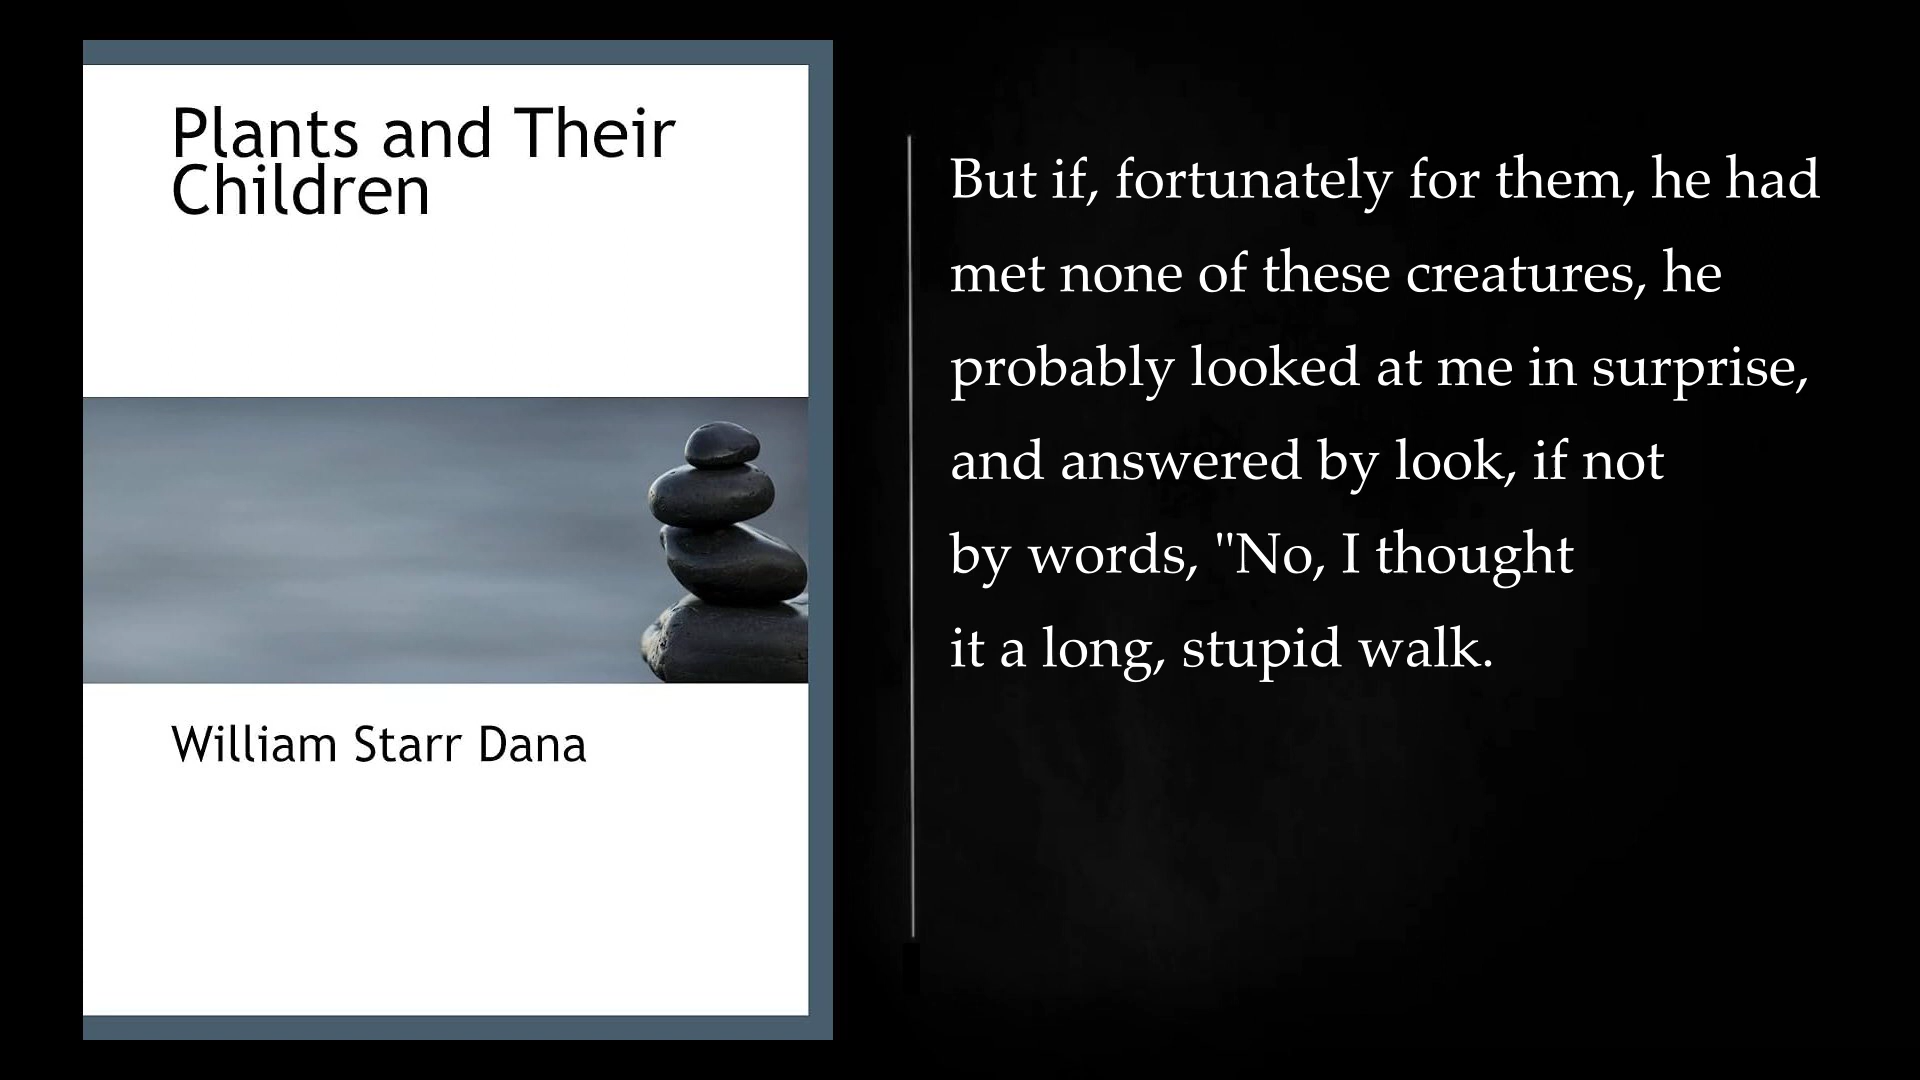 Plants and Their
Children
William Starr Dana
But if, fortunately for them, he had
met none of these creatures, he
probably looked at me in surprise,
and answered by look, if not
by words, "No, I thought
it a long, stupid walk.